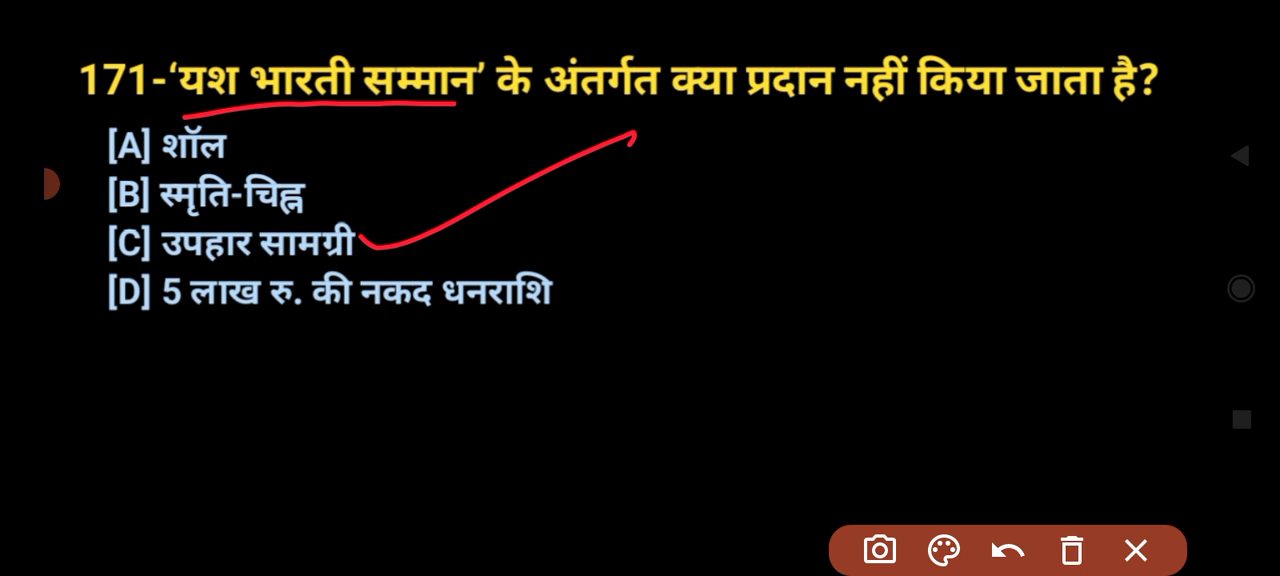 171-‘यश भारती सम्मान’ के अंतर्गत क्या प्रदान नहीं किया जाता है?
[A] शॉल
[B] स्मृति-चिह्न
[C] उपहार सामग्री
[D] 5 लाख रु. की नकद धनराशि